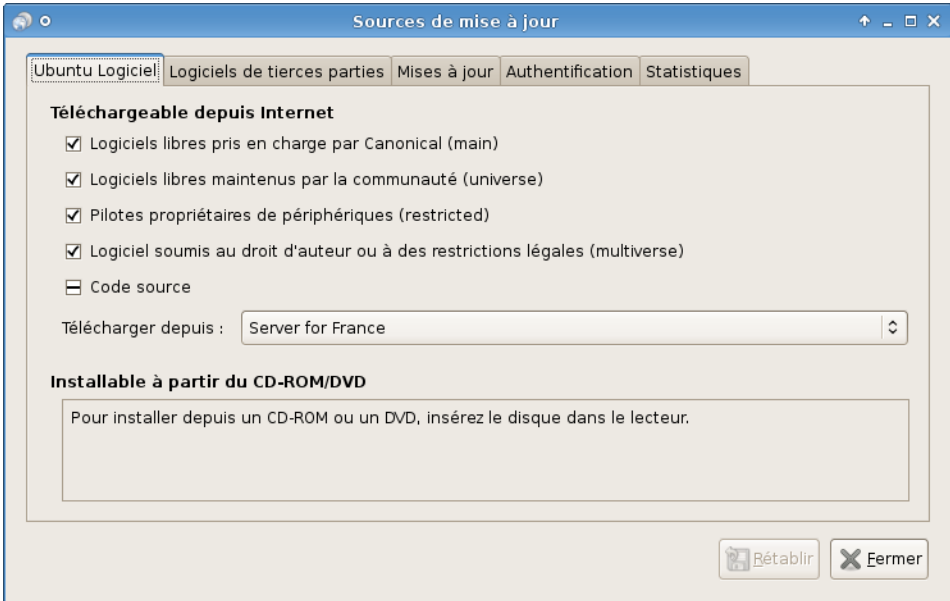 Sources de mise à jour
Ubuntu Logiciel Logiciels de tierces parties Mises à jour Authentification Statistiques
Téléchargeable depuis Internet
Logiciels libres pris en charge par Canonical (main)
Logiciels libres maintenus par la communauté (universe)
Pilotes propriétaires de périphériques (restricted)
Logiciel soumis au droit d'auteur ou à des restrictions légales (multiverse)
Code source
Télécharger depuis : Server for France
Installable à partir du CD-ROM/DVD
Pour installer depuis un CD-ROM ou un DVD, insérez le disque dans le lecteur.
Rétablir Fermer